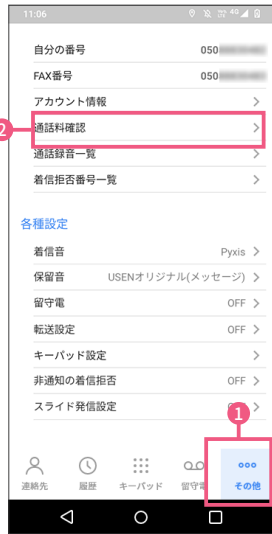 11:06 4G
自分の番号 050
FAX番号 050
アカウント情報
2
通話料確認
通話録音一覧
着信拒否番号一覧
各種設定
着信音 Pyxis
保留音 USENオリジナル(メッセージ)
留守電 OFF
転送設定 OFF
キーパッド設定
非通知の着信拒否 OFF
スライド発信設定
1
連絡先 履歴 キーパッド 留守電 その他